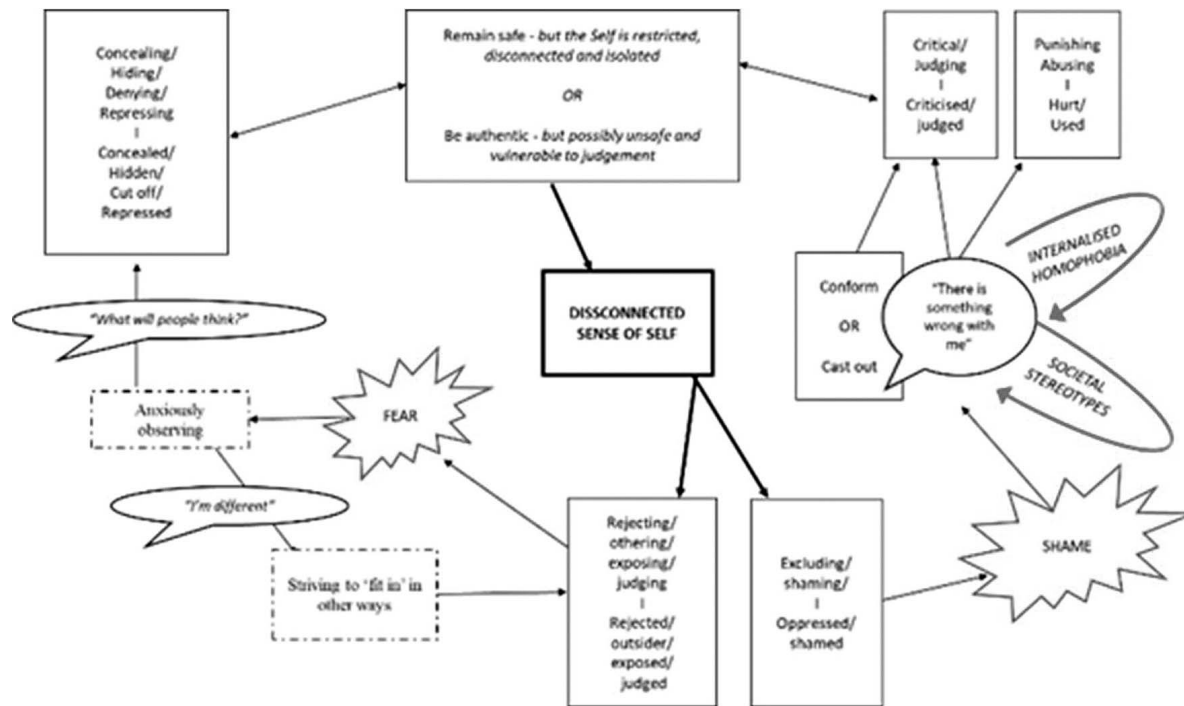 Concealing/
Hiding/
Denying/
Repressing
I
Concealed/
Hidden/
Cut off/
Repressed
Remain safe - but the Self is restricted,
disconnected and isolated
OR
Be authentic - but possibly unsafe and
vulnerable to judgement
Critical/
Judging
I
Criticised/
judged
Punishing
Abusing
I
Hurt/
Used
INTERNALISED
HOMOPHOBIA
Conform
OR
Cast out
"There is
something
wrong with
me"
SOCIETAL
STEREOTYPES
DISSCONNECTED
SENSE OF SELF
"What will people think?"
Anxiously
observing
FEAR
"I'm different"
Striving to 'fit in' in
other ways
Rejecting/
othering/
exposing/
judging
I
Rejected/
outsider/
exposed/
judged
Excluding/
shaming/
I
Oppressed/
shamed
SHAME